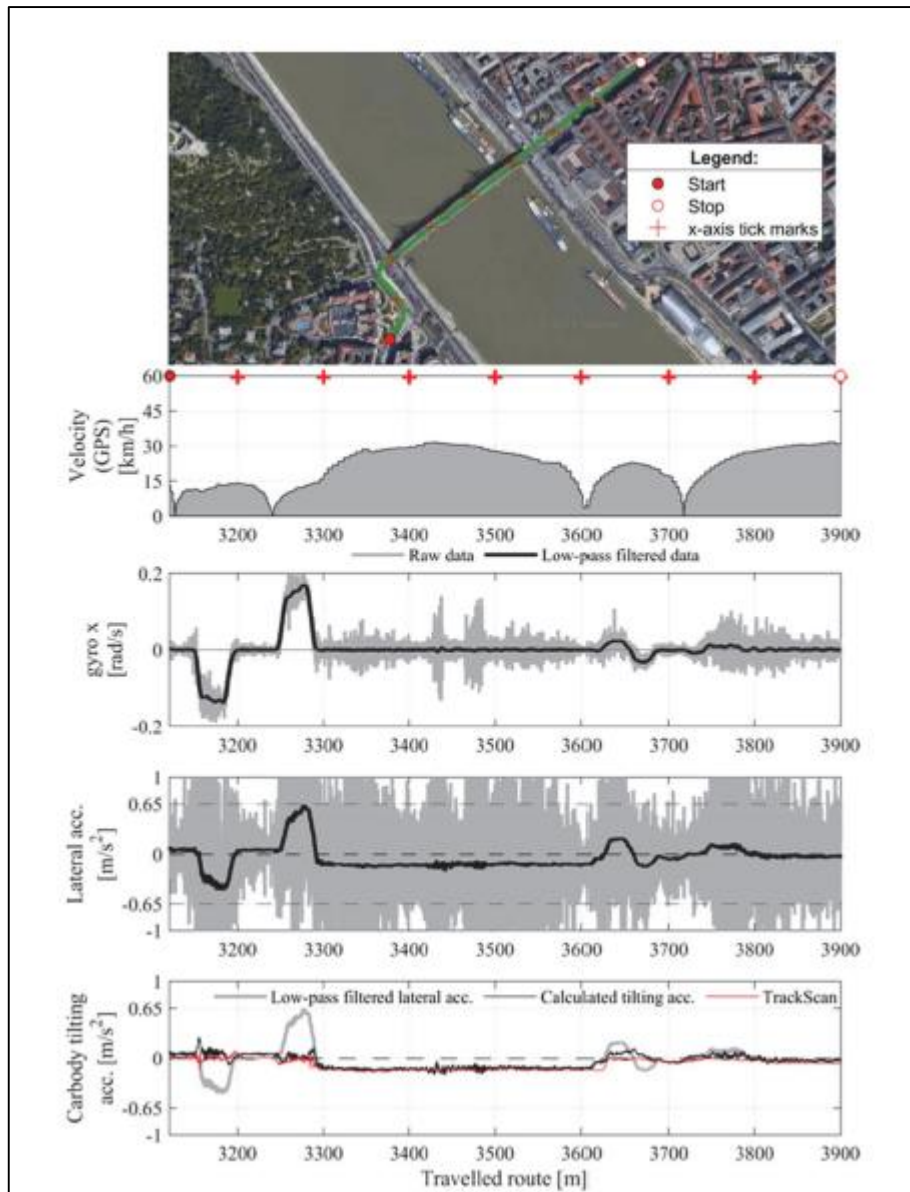 Legend:
Start
Stop
x-axis tick marks
Velocity
(GPS)
[km/h]
60
45
30
15
0
3200 3300 3400 3500 3600 3700 3800 3900
Raw data Low-pass filtered data
gyro x
[rad/s]
0.2
0
-0.2
3200 3300 3400 3500 3600 3700 3800 3900
Lateral acc.
[m/s²]
1
0.65
0
-0.65
-1
3200 3300 3400 3500 3600 3700 3800 3900
Carbody tilting
acc. [m/s²]
1
0.65
0
-0.65
-1
Low-pass filtered lateral acc. Calculated tilting acc. TrackScan
3200 3300 3400 3500 3600 3700 3800 3900
Travelled route [m]